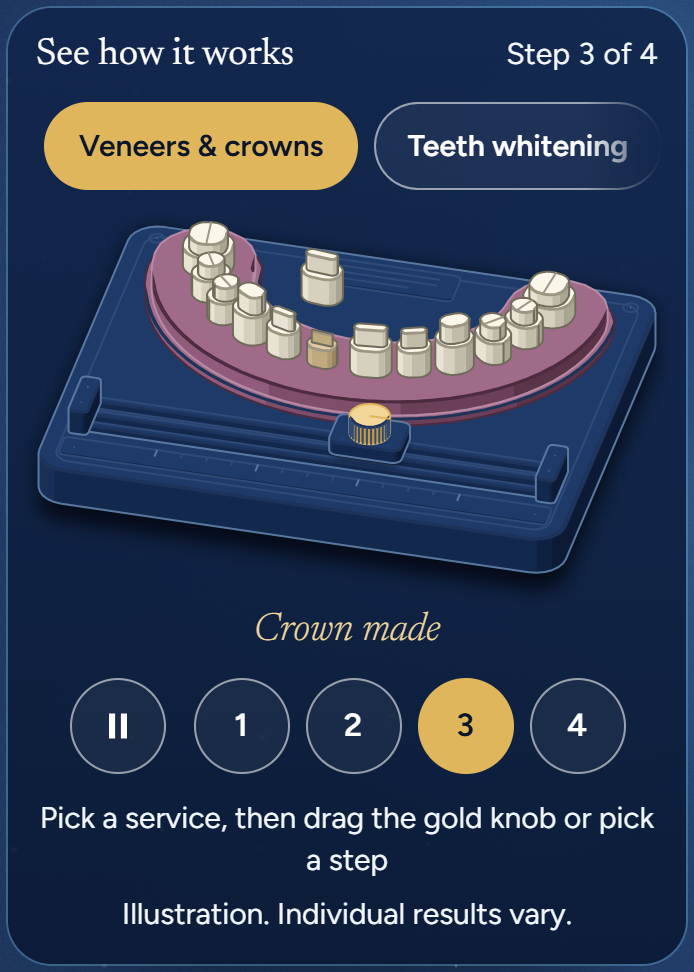 See how it works
Step 3 of 4
Veneers & crowns
Teeth whitening
Crown made
1
2
3
4
Pick a service, then drag the gold knob or pick
a step
Illustration. Individual results vary.